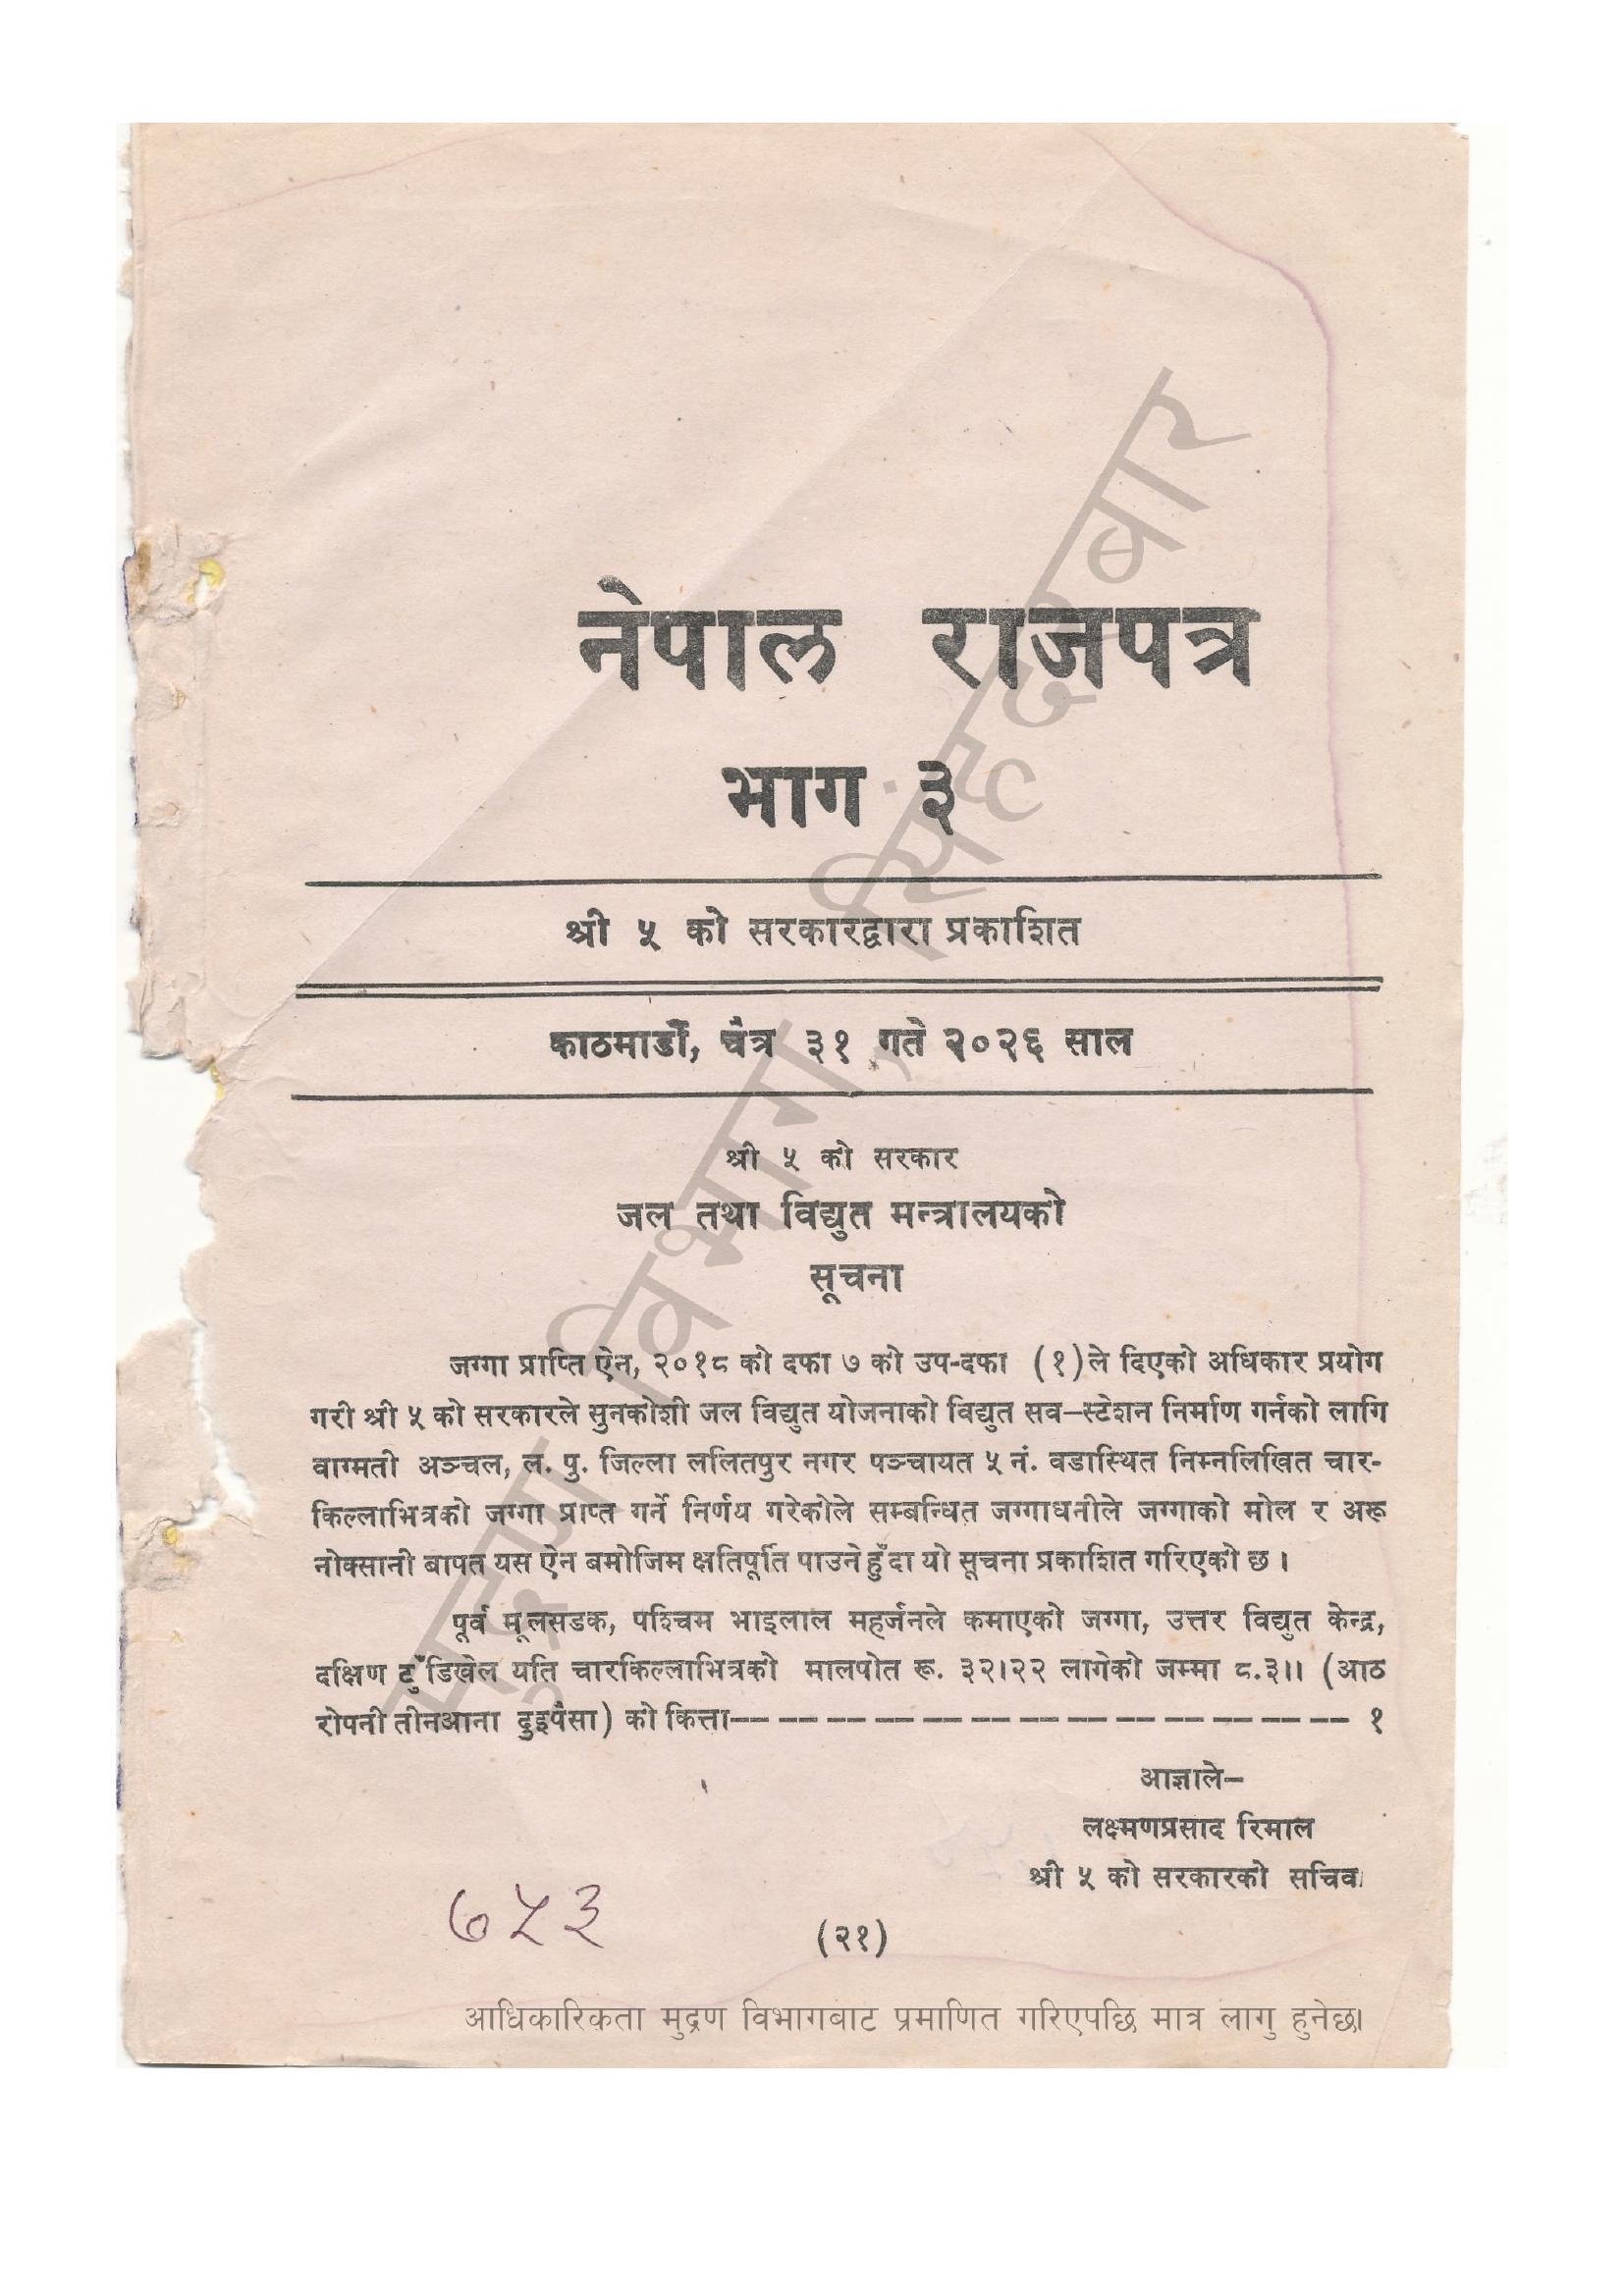 नेपाल राजपत्र
भाग ३
श्री ५ को सरकारद्वारा प्रकाशित
काठमाडौं, चैत्र ३१ गते २०२६ साल
श्री ५ को सरकार
जल तथा विद्युत मन्त्रालयको
सूचना
जग्गा प्राप्ति ऐन, २०१८ को दफा ७ को उप-दफा (१)ले दिएको अधिकार प्रयोग
गरी श्री ५ को सरकारले सुनकोशी जल विद्युत योजनाको विद्युत सव–स्टेशन निर्माण गर्नको लागि
वाग्मती अञ्चल, ल. पु. जिल्ला ललितपुर नगर पञ्चायत ५ नं. वडास्थित निम्नलिखित चार-
किल्लाभित्रको जग्गा प्राप्त गर्ने निर्णय गरेकोले सम्बन्धित जग्गाधनीले जग्गाको मोल र अरू
नोक्सानी बापत यस ऐन बमोजिम क्षतिपूर्ति पाउने हुँदा यो सूचना प्रकाशित गरिएको छ ।
पूर्व मूलसडक, पश्चिम भाइलाल महर्जनले कमाएको जग्गा, उत्तर विद्युत केन्द्र,
दक्षिण टुँडिखेल यति चारकिल्लाभित्रको मालपोत रू. ३२।२२ लागेको जम्मा ८.३।। (आठ
रोपनी तीनआना दुइपैसा) को कित्ता–– –– –– –– –– –– –– –– –– –– –– –– –– १
आज्ञाले–
लक्ष्मणप्रसाद रिमाल
श्री ५ को सरकारको सचिव
७५३
(२१)
आधिकारिकता मुद्रण विभागबाट प्रमाणित गरिएपछि मात्र लागु हुनेछ।
मुद्रण विभाग, सिंहदरबार